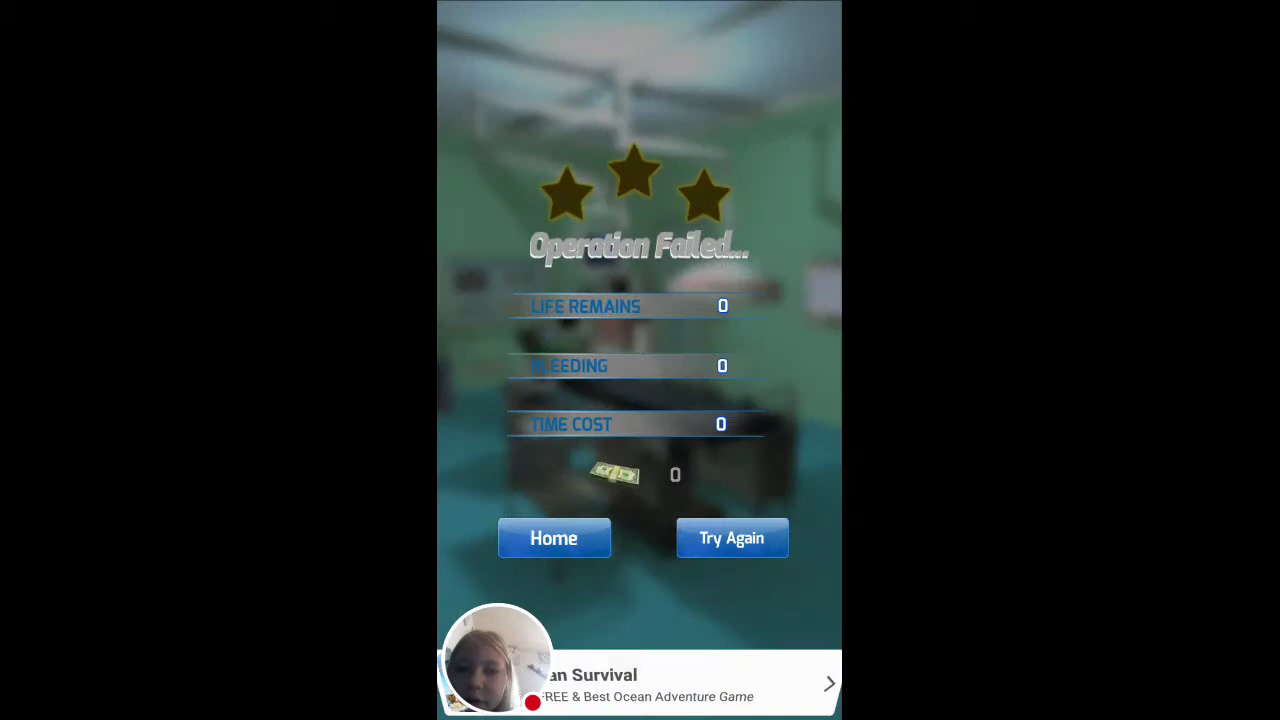 Operation Failed...
LIFE REMAINS 0
BLEEDING 0
TIME COST 0
0
Home Try Again
an Survival
FREE & Best Ocean Adventure Game